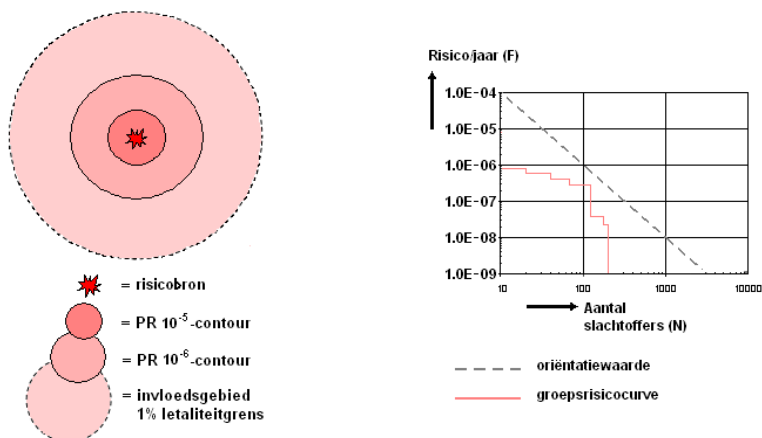 = risicobron
= PR 10⁻⁵-contour
= PR 10⁻⁶-contour
= invloedsgebied
1% letaliteitgrens
Risico/jaar (F)
1.0E-04
1.0E-05
1.0E-06
1.0E-07
1.0E-08
1.0E-09
10 100 1000 10000
Aantal
slachtoffers (N)
oriëntatiewaarde
groepsrisicocurve